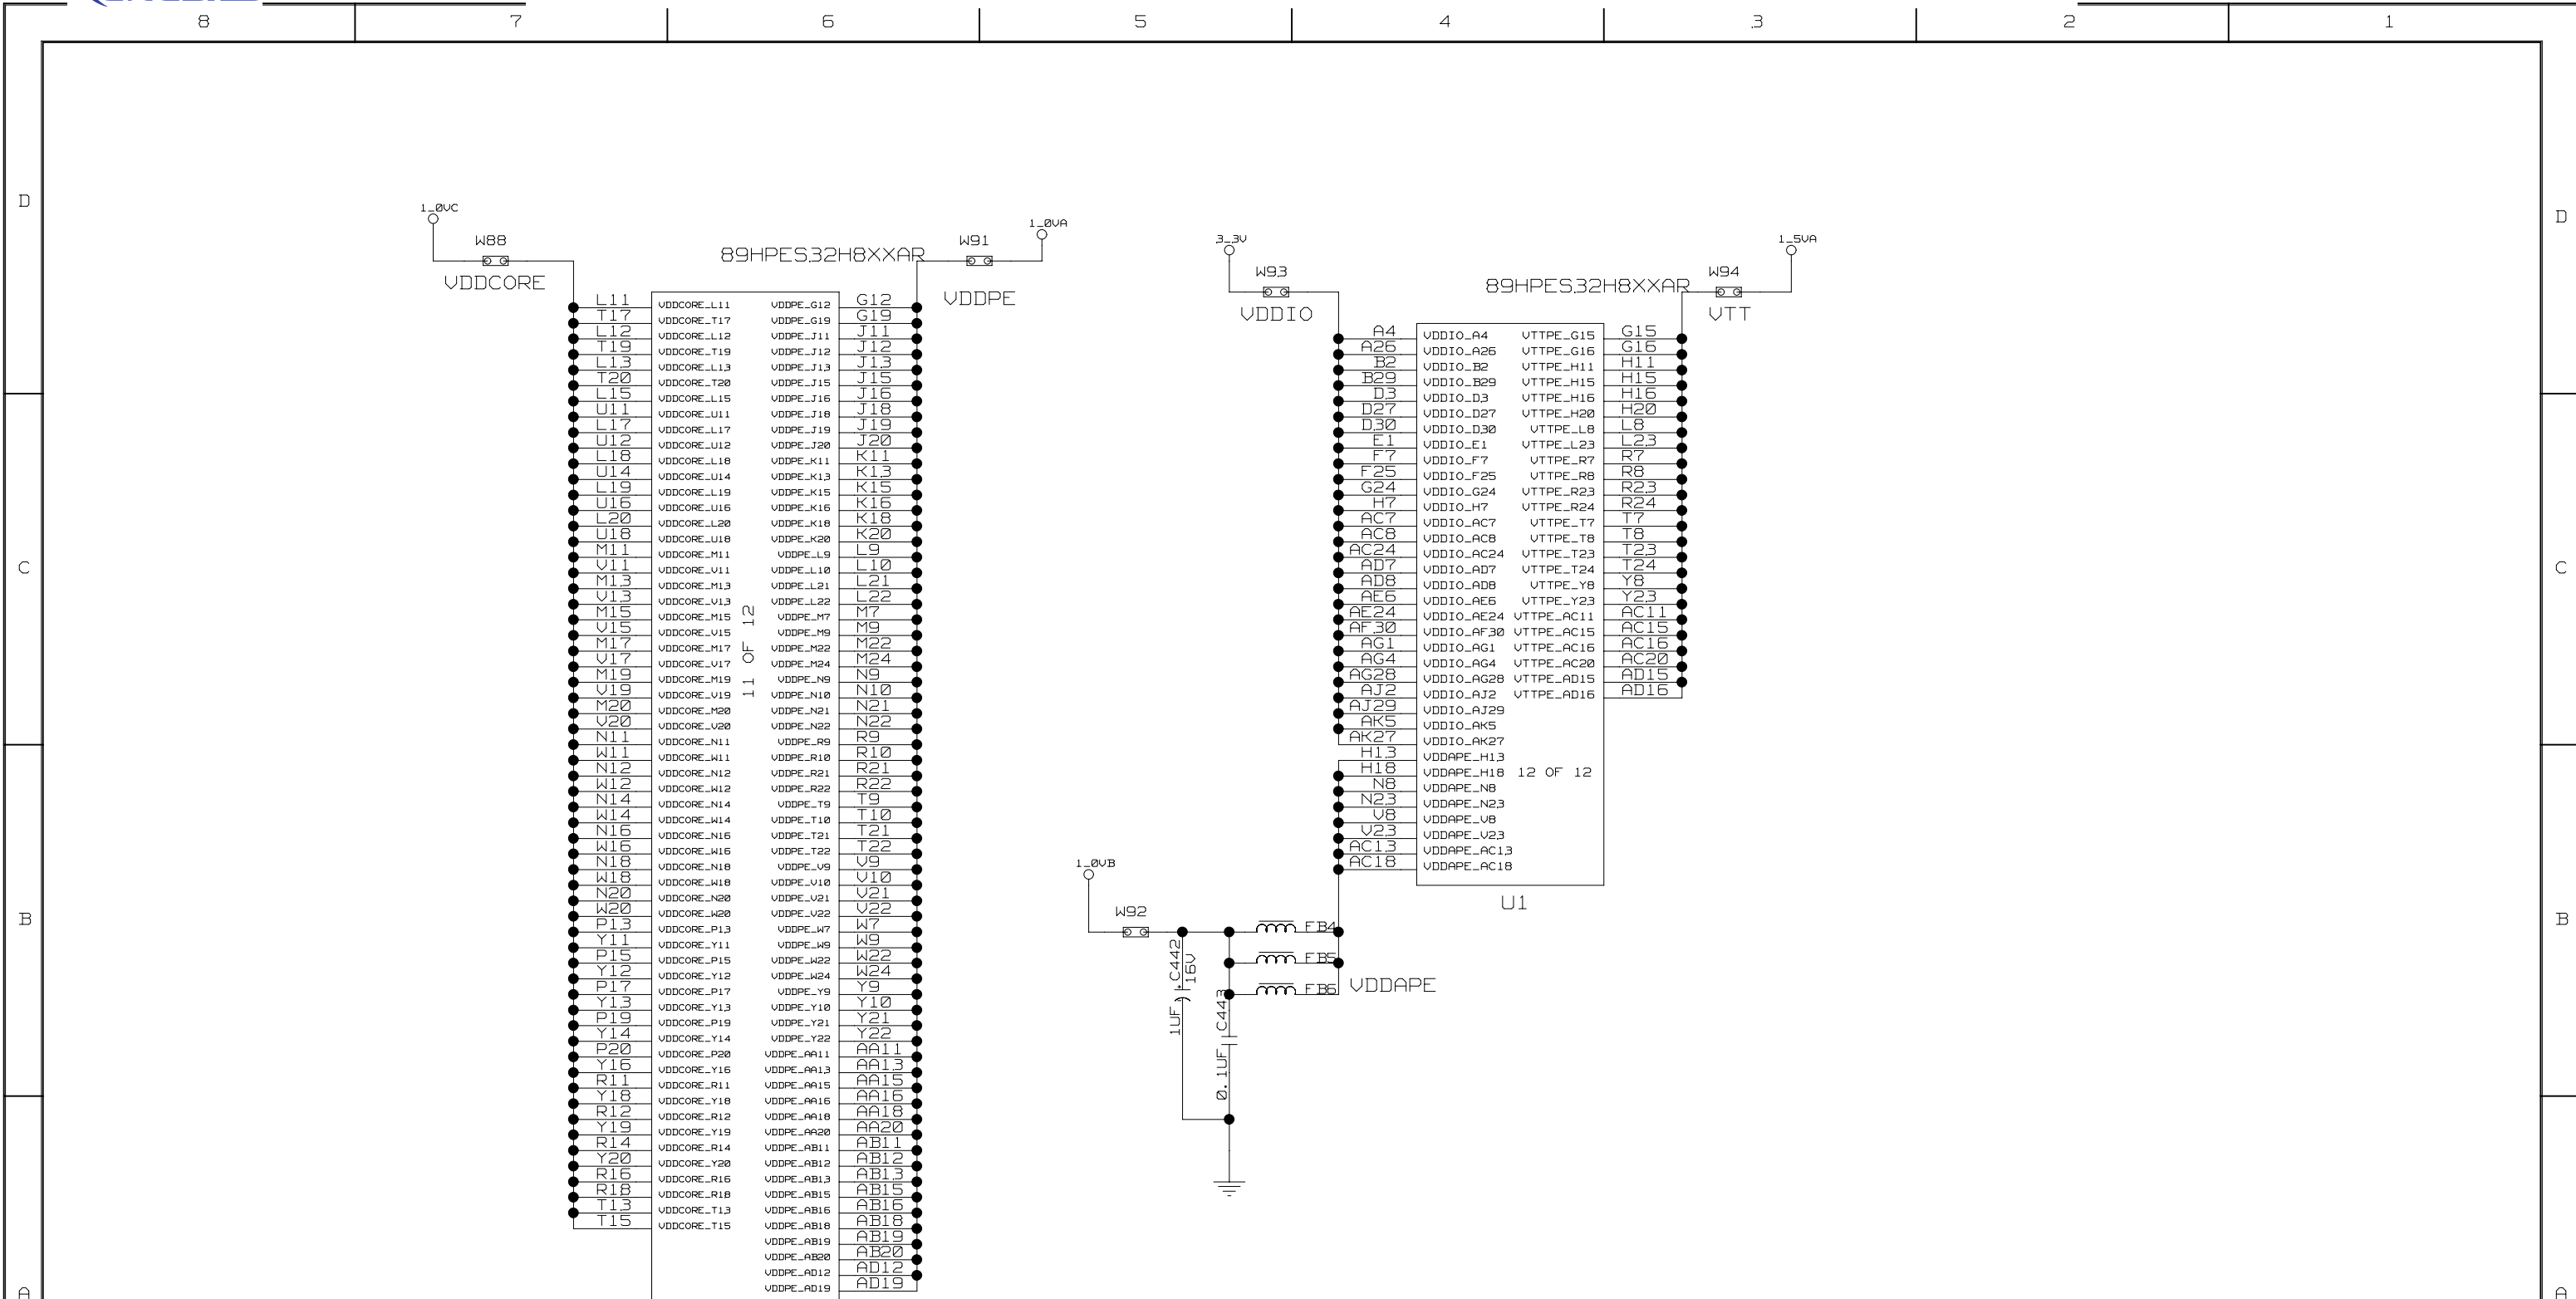 8 7 6 5 4 3 2 1
D
C
B
A
1_0VC
W88
VDDCORE
89HPES32H8XXAR
W91
1_0VA
VDDPE
L11 VDDCORE_L11 VDDPE_G12 G12
T17 VDDCORE_T17 VDDPE_G19 G19
L12 VDDCORE_L12 VDDPE_J11 J11
T19 VDDCORE_T19 VDDPE_J12 J12
L13 VDDCORE_L13 VDDPE_J13 J13
T20 VDDCORE_T20 VDDPE_J15 J15
L15 VDDCORE_L15 VDDPE_J16 J16
U11 VDDCORE_U11 VDDPE_J18 J18
L17 VDDCORE_L17 VDDPE_J19 J19
U12 VDDCORE_U12 VDDPE_J20 J20
L18 VDDCORE_L18 VDDPE_K11 K11
U14 VDDCORE_U14 VDDPE_K13 K13
L19 VDDCORE_L19 VDDPE_K15 K15
U16 VDDCORE_U16 VDDPE_K16 K16
L20 VDDCORE_L20 VDDPE_K18 K18
U18 VDDCORE_U18 VDDPE_K20 K20
M11 VDDCORE_M11 VDDPE_L9 L9
V11 VDDCORE_V11 VDDPE_L10 L10
M13 VDDCORE_M13 VDDPE_L21 L21
V13 VDDCORE_V13 VDDPE_L22 L22
M15 VDDCORE_M15 VDDPE_M7 M7
V15 VDDCORE_V15 VDDPE_M9 M9
M17 VDDCORE_M17 VDDPE_M22 M22
V17 VDDCORE_V17 VDDPE_M24 M24
M19 VDDCORE_M19 VDDPE_N9 N9
V19 VDDCORE_V19 VDDPE_N10 N10
M20 VDDCORE_M20 VDDPE_N21 N21
V20 VDDCORE_V20 VDDPE_N22 N22
N11 VDDCORE_N11 VDDPE_R9 R9
W11 VDDCORE_W11 VDDPE_R10 R10
N12 VDDCORE_N12 VDDPE_R21 R21
W12 VDDCORE_W12 VDDPE_R22 R22
N14 VDDCORE_N14 VDDPE_T9 T9
W14 VDDCORE_W14 VDDPE_T10 T10
N16 VDDCORE_N16 VDDPE_T21 T21
W16 VDDCORE_W16 VDDPE_T22 T22
N18 VDDCORE_N18 VDDPE_V9 V9
W18 VDDCORE_W18 VDDPE_V10 V10
N20 VDDCORE_N20 VDDPE_V21 V21
W20 VDDCORE_W20 VDDPE_V22 V22
P13 VDDCORE_P13 VDDPE_W7 W7
Y11 VDDCORE_Y11 VDDPE_W9 W9
P15 VDDCORE_P15 VDDPE_W22 W22
Y12 VDDCORE_Y12 VDDPE_W24 W24
P17 VDDCORE_P17 VDDPE_Y9 Y9
Y13 VDDCORE_Y13 VDDPE_Y10 Y10
P19 VDDCORE_P19 VDDPE_Y21 Y21
Y14 VDDCORE_Y14 VDDPE_Y22 Y22
P20 VDDCORE_P20 VDDPE_AA11 AA11
Y16 VDDCORE_Y16 VDDPE_AA13 AA13
R11 VDDCORE_R11 VDDPE_AA15 AA15
Y18 VDDCORE_Y18 VDDPE_AA16 AA16
R12 VDDCORE_R12 VDDPE_AA18 AA18
Y19 VDDCORE_Y19 VDDPE_AA20 AA20
R14 VDDCORE_R14 VDDPE_AB11 AB11
Y20 VDDCORE_Y20 VDDPE_AB12 AB12
R16 VDDCORE_R16 VDDPE_AB13 AB13
R18 VDDCORE_R18 VDDPE_AB15 AB15
T13 VDDCORE_T13 VDDPE_AB16 AB16
T15 VDDCORE_T15 VDDPE_AB18 AB18
VDDPE_AB19 AB19
VDDPE_AB20 AB20
VDDPE_AD12 AD12
VDDPE_AD19 AD19
11 OF 12
3_3V
W93
VDDIO
89HPES32H8XXAR
W94
1_5VA
VTT
A4 VDDIO_A4 VTTPE_G15 G15
A26 VDDIO_A26 VTTPE_G16 G16
B2 VDDIO_B2 VTTPE_H11 H11
B29 VDDIO_B29 VTTPE_H15 H15
D3 VDDIO_D3 VTTPE_H16 H16
D27 VDDIO_D27 VTTPE_H20 H20
D30 VDDIO_D30 VTTPE_L8 L8
E1 VDDIO_E1 VTTPE_L23 L23
F7 VDDIO_F7 VTTPE_R7 R7
F25 VDDIO_F25 VTTPE_R8 R8
G24 VDDIO_G24 VTTPE_R23 R23
H7 VDDIO_H7 VTTPE_R24 R24
AC7 VDDIO_AC7 VTTPE_T7 T7
AC8 VDDIO_AC8 VTTPE_T8 T8
AC24 VDDIO_AC24 VTTPE_T23 T23
AD7 VDDIO_AD7 VTTPE_T24 T24
AD8 VDDIO_AD8 VTTPE_Y8 Y8
AE6 VDDIO_AE6 VTTPE_Y23 Y23
AE24 VDDIO_AE24 VTTPE_AC11 AC11
AF30 VDDIO_AF30 VTTPE_AC15 AC15
AG1 VDDIO_AG1 VTTPE_AC16 AC16
AG4 VDDIO_AG4 VTTPE_AC20 AC20
AG28 VDDIO_AG28 VTTPE_AD15 AD15
AJ2 VDDIO_AJ2 VTTPE_AD16 AD16
AJ29 VDDIO_AJ29
AK5 VDDIO_AK5
AK27 VDDIO_AK27
H13 VDDAPE_H13
H18 VDDAPE_H18 12 OF 12
N8 VDDAPE_N8
N23 VDDAPE_N23
V8 VDDAPE_V8
V23 VDDAPE_V23
AC13 VDDAPE_AC13
AC18 VDDAPE_AC18
U1
1_0VB
W92
FB4
FB5
FB6
VDDAPE
C442
16V
1UF
+
C443
0.1UF
D
C
B
A